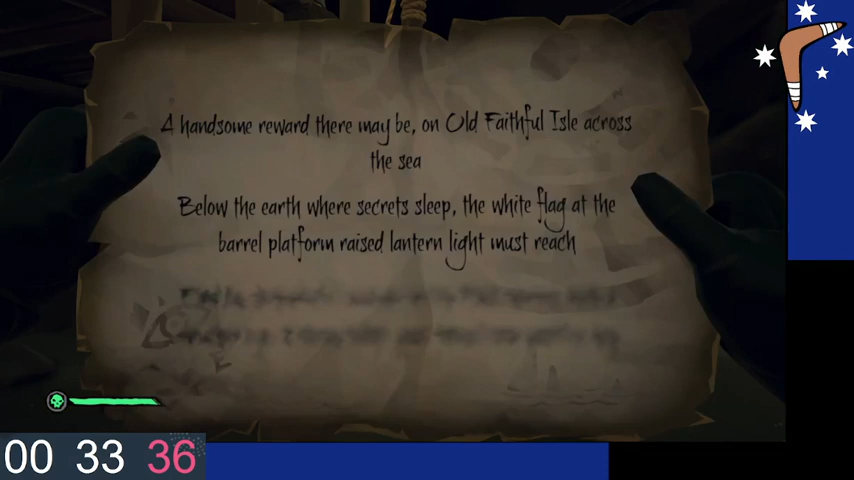 A handsome reward there may be, on Old Faithful Isle across
the sea
Below the earth where secrets sleep, the white flag at the
barrel platform raised lantern light must reach
00 33 36